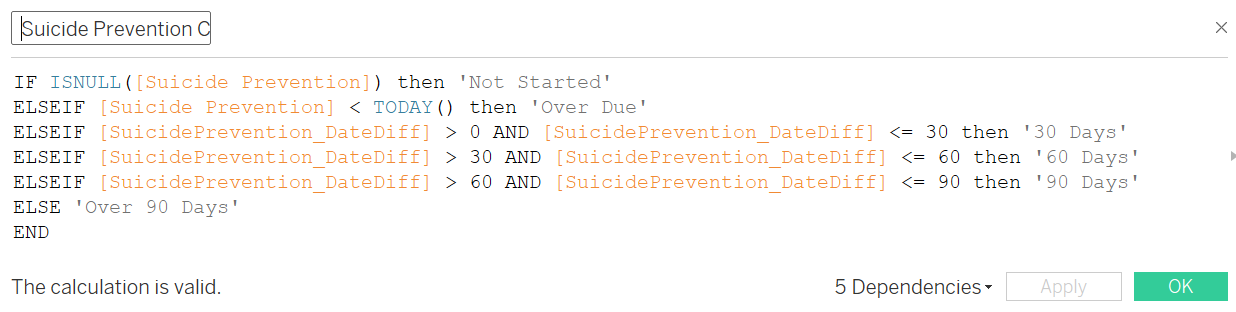 Suicide Prevention C
IF ISNULL([Suicide Prevention]) then 'Not Started'
ELSEIF [Suicide Prevention] < TODAY() then 'Over Due'
ELSEIF [SuicidePrevention_DateDiff] > 0 AND [SuicidePrevention_DateDiff] <= 30 then '30 Days'
ELSEIF [SuicidePrevention_DateDiff] > 30 AND [SuicidePrevention_DateDiff] <= 60 then '60 Days'
ELSEIF [SuicidePrevention_DateDiff] > 60 AND [SuicidePrevention_DateDiff] <= 90 then '90 Days'
ELSE 'Over 90 Days'
END
The calculation is valid. 5 Dependencies Apply OK